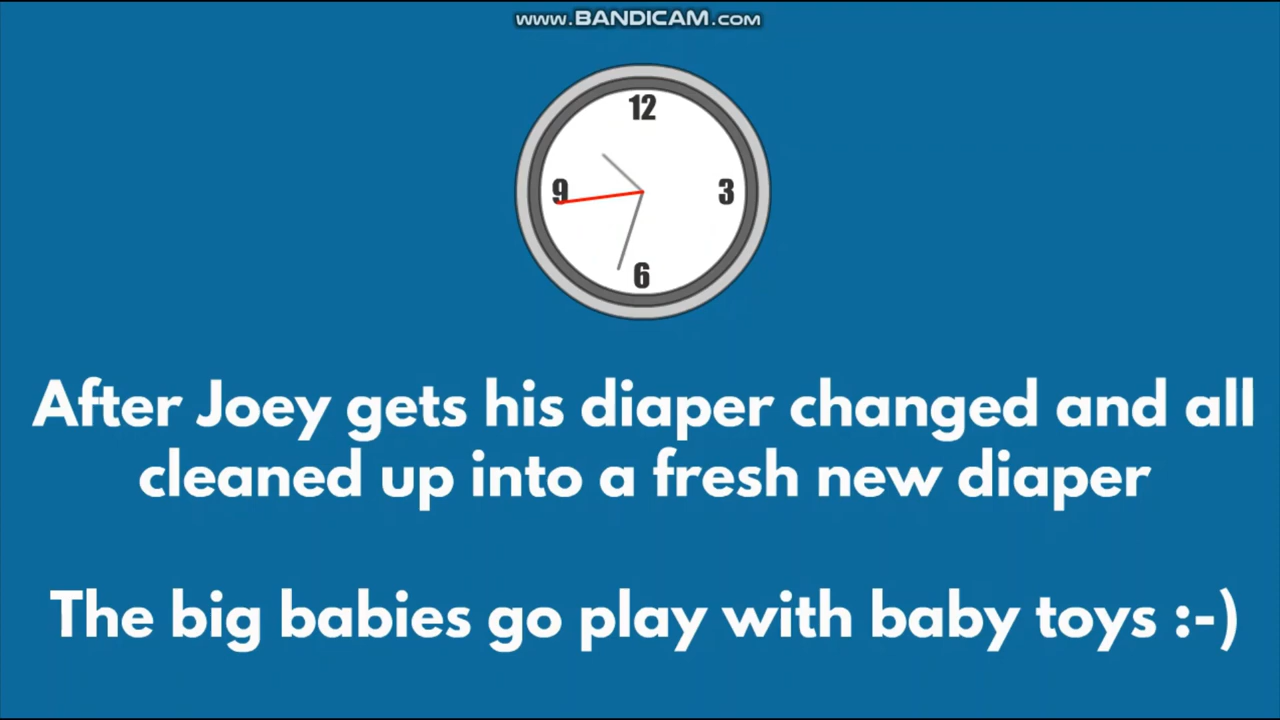 www.BANDICAM.com
12
9
3
6
After Joey gets his diaper changed and all
cleaned up into a fresh new diaper
The big babies go play with baby toys :-)